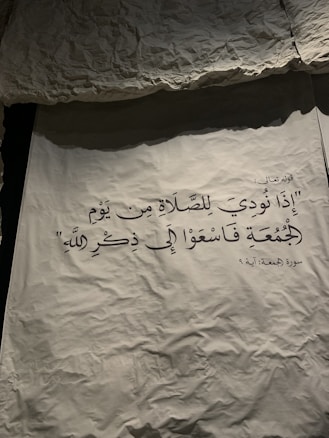 قوله تعالى:
"إِذَا نُودِيَ لِلصَّلَاةِ مِن يَوْمِ
الْجُمُعَةِ فَاسْعَوْا إِلَى ذِكْرِ اللَّهِ"
سورة الجمعة: آية ٩